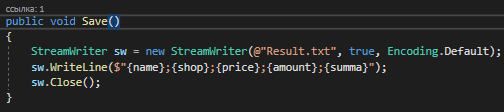 ссылка: 1
public void Save()
{
StreamWriter sw = new StreamWriter(@"Result.txt", true, Encoding.Default);
sw.WriteLine($"{name};{shop};{price};{amount};{summa}");
sw.Close();
}